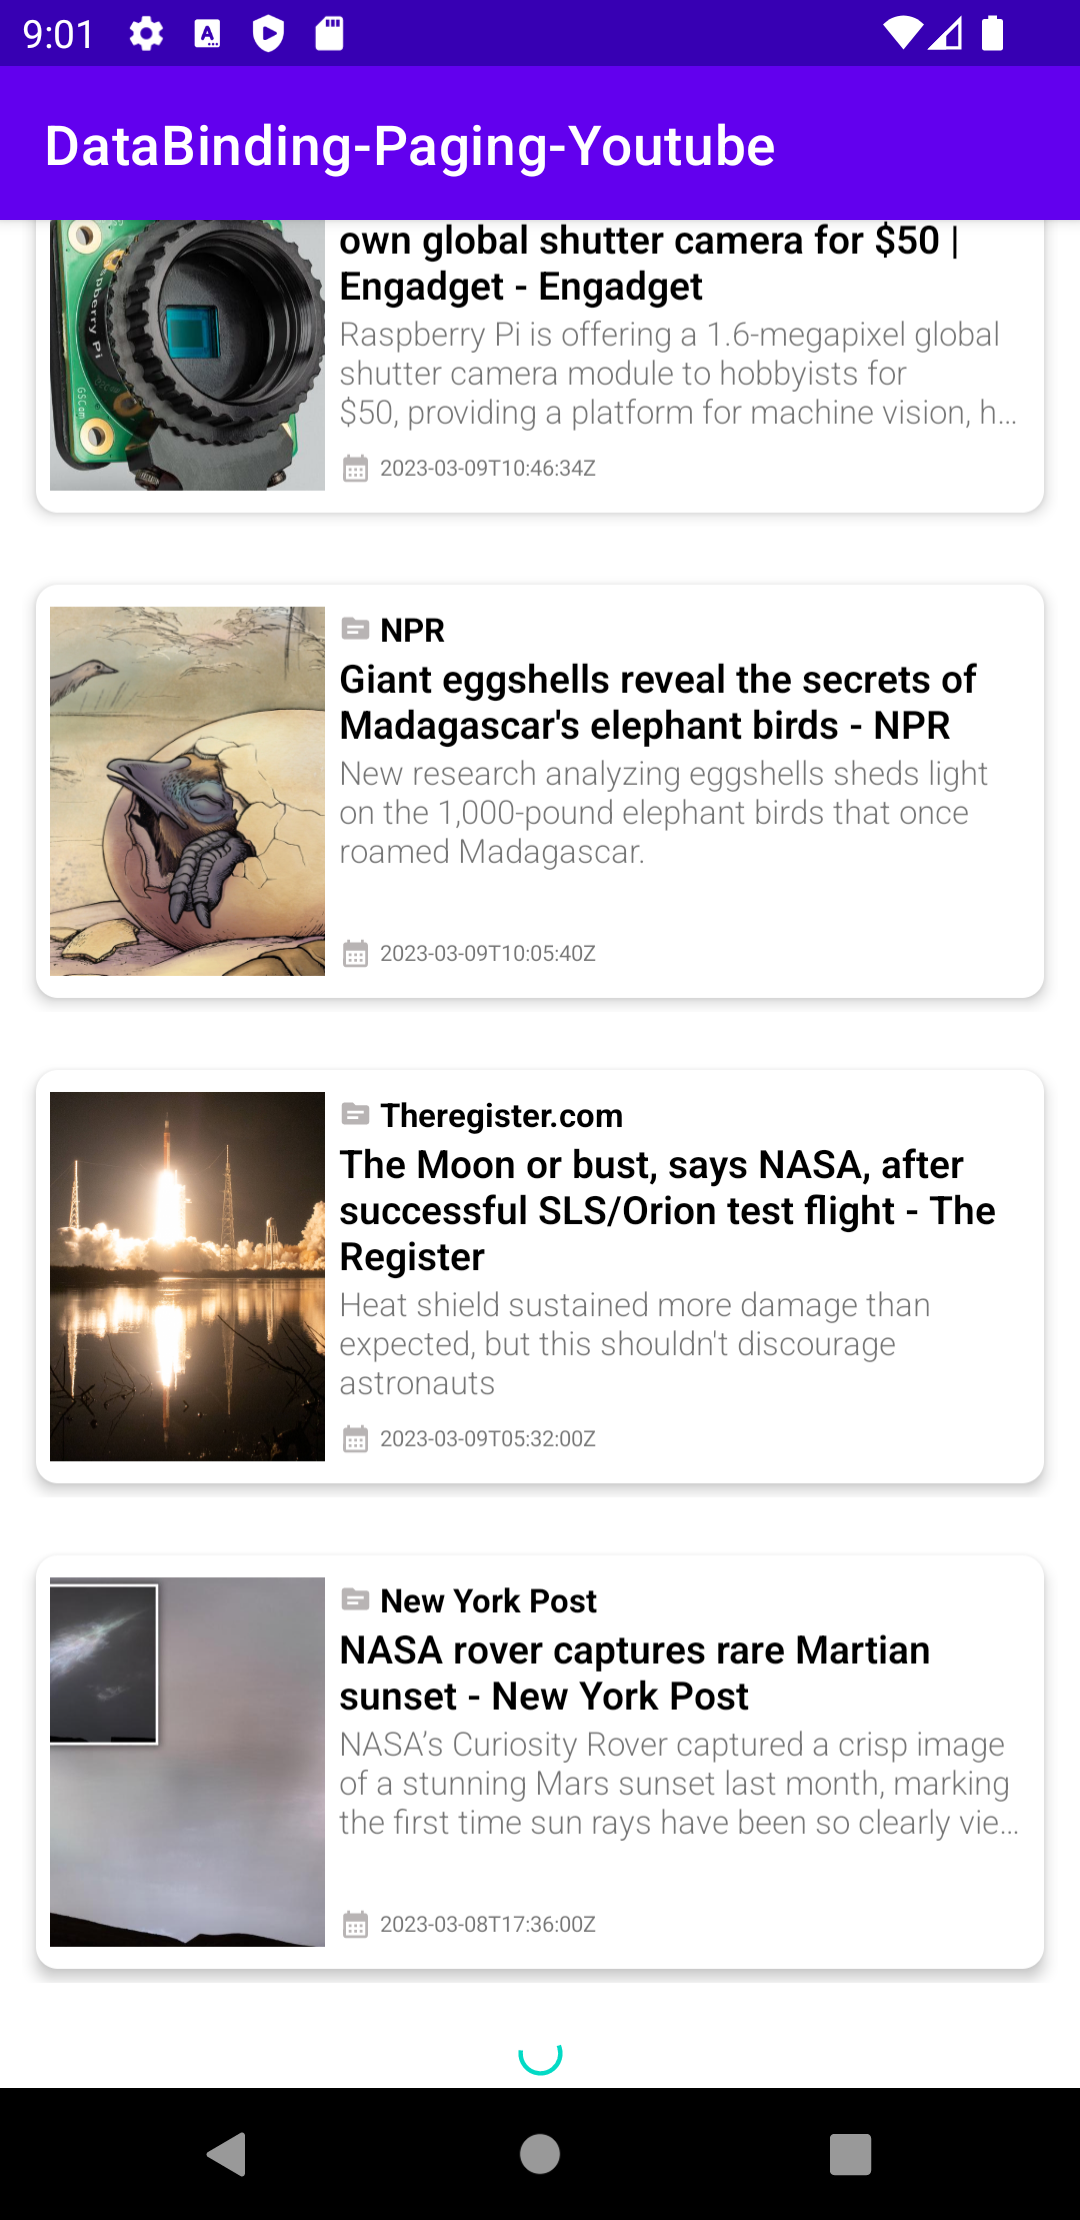 9:01
DataBinding-Paging-Youtube
own global shutter camera for $50 |
Engadget - Engadget
Raspberry Pi is offering a 1.6-megapixel global
shutter camera module to hobbyists for
$50, providing a platform for machine vision, h...
2023-03-09T10:46:34Z
NPR
Giant eggshells reveal the secrets of
Madagascar's elephant birds - NPR
New research analyzing eggshells sheds light
on the 1,000-pound elephant birds that once
roamed Madagascar.
2023-03-09T10:05:40Z
Theregister.com
The Moon or bust, says NASA, after
successful SLS/Orion test flight - The
Register
Heat shield sustained more damage than
expected, but this shouldn't discourage
astronauts
2023-03-09T05:32:00Z
New York Post
NASA rover captures rare Martian
sunset - New York Post
NASA’s Curiosity Rover captured a crisp image
of a stunning Mars sunset last month, marking
the first time sun rays have been so clearly vie...
2023-03-08T17:36:00Z